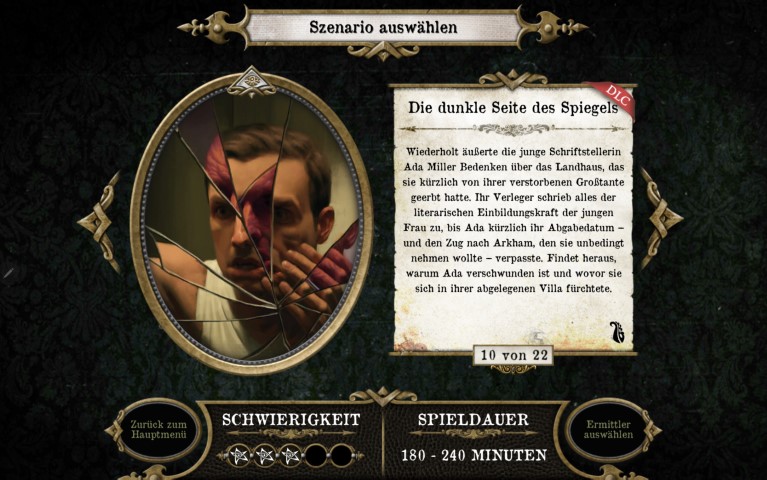 Szenario auswählen
Die dunkle Seite des Spiegels
DLC
Wiederholt äußerte die junge Schriftstellerin
Ada Miller Bedenken über das Landhaus, das
sie kürzlich von ihrer verstorbenen Großtante
geerbt hatte. Ihr Verleger schrieb alles der
literarischen Einbildungskraft der jungen
Frau zu, bis Ada kürzlich ihr Abgabedatum –
und den Zug nach Arkham, den sie unbedingt
nehmen wollte – verpasste. Findet heraus,
warum Ada verschwunden ist und wovor sie
sich in ihrer abgelegenen Villa fürchtete.
10 von 22
Zurück zum
Hauptmenü
SCHWIERIGKEIT
SPIELDAUER
180 - 240 MINUTEN
Ermittler
auswählen